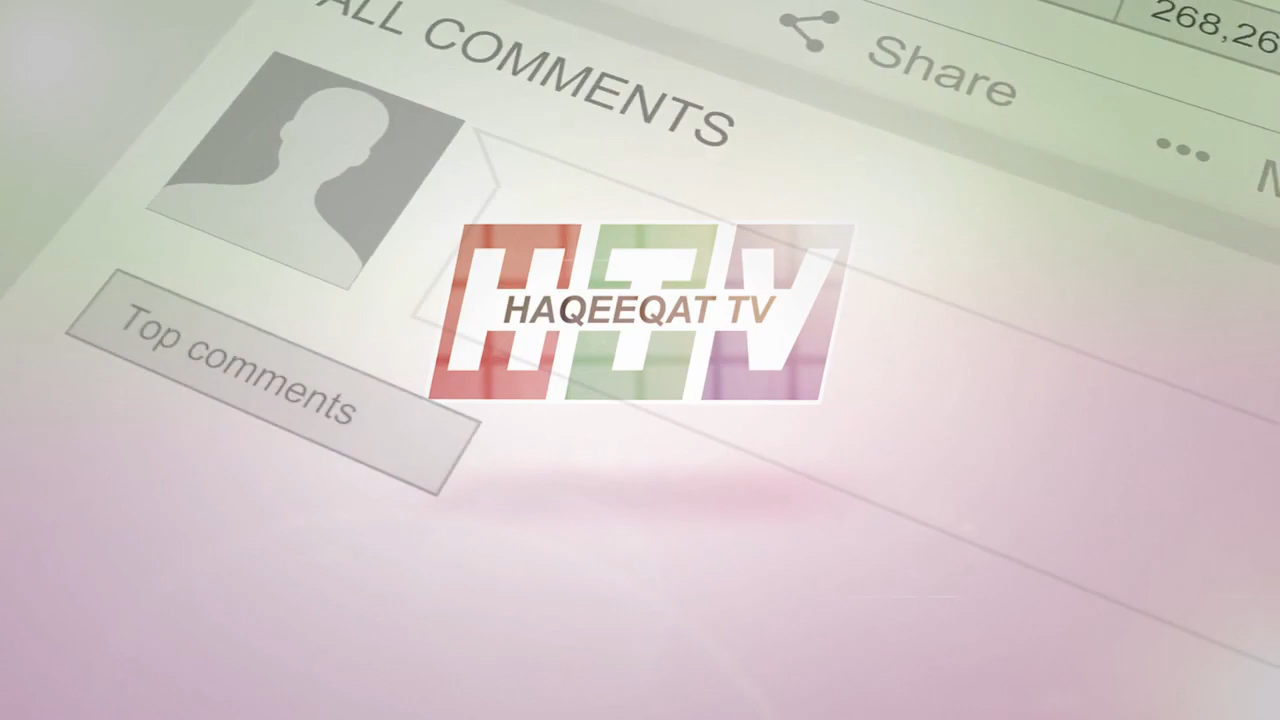 268,26
Share
ALL COMMENTS
HTV
HAQEEQAT TV
Top comments